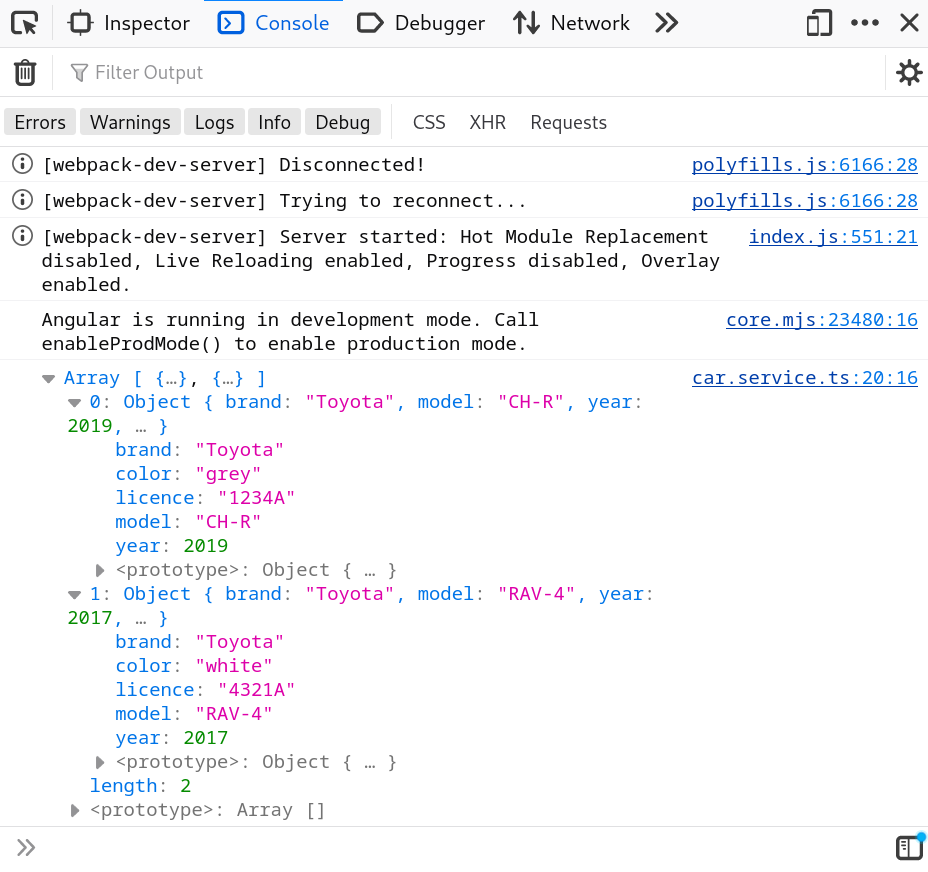 Inspector Console Debugger Network
Filter Output
Errors Warnings Logs Info Debug CSS XHR Requests
[webpack-dev-server] Disconnected! polyfills.js:6166:28
[webpack-dev-server] Trying to reconnect... polyfills.js:6166:28
[webpack-dev-server] Server started: Hot Module Replacement index.js:551:21
disabled, Live Reloading enabled, Progress disabled, Overlay
enabled.
Angular is running in development mode. Call core.mjs:23480:16
enableProdMode() to enable production mode.
Array [ {…}, {…} ] car.service.ts:20:16
0: Object { brand: "Toyota", model: "CH-R", year:
2019, … }
brand: "Toyota"
color: "grey"
licence: "1234A"
model: "CH-R"
year: 2019
<prototype>: Object { … }
1: Object { brand: "Toyota", model: "RAV-4", year:
2017, … }
brand: "Toyota"
color: "white"
licence: "4321A"
model: "RAV-4"
year: 2017
<prototype>: Object { … }
length: 2
<prototype>: Array []